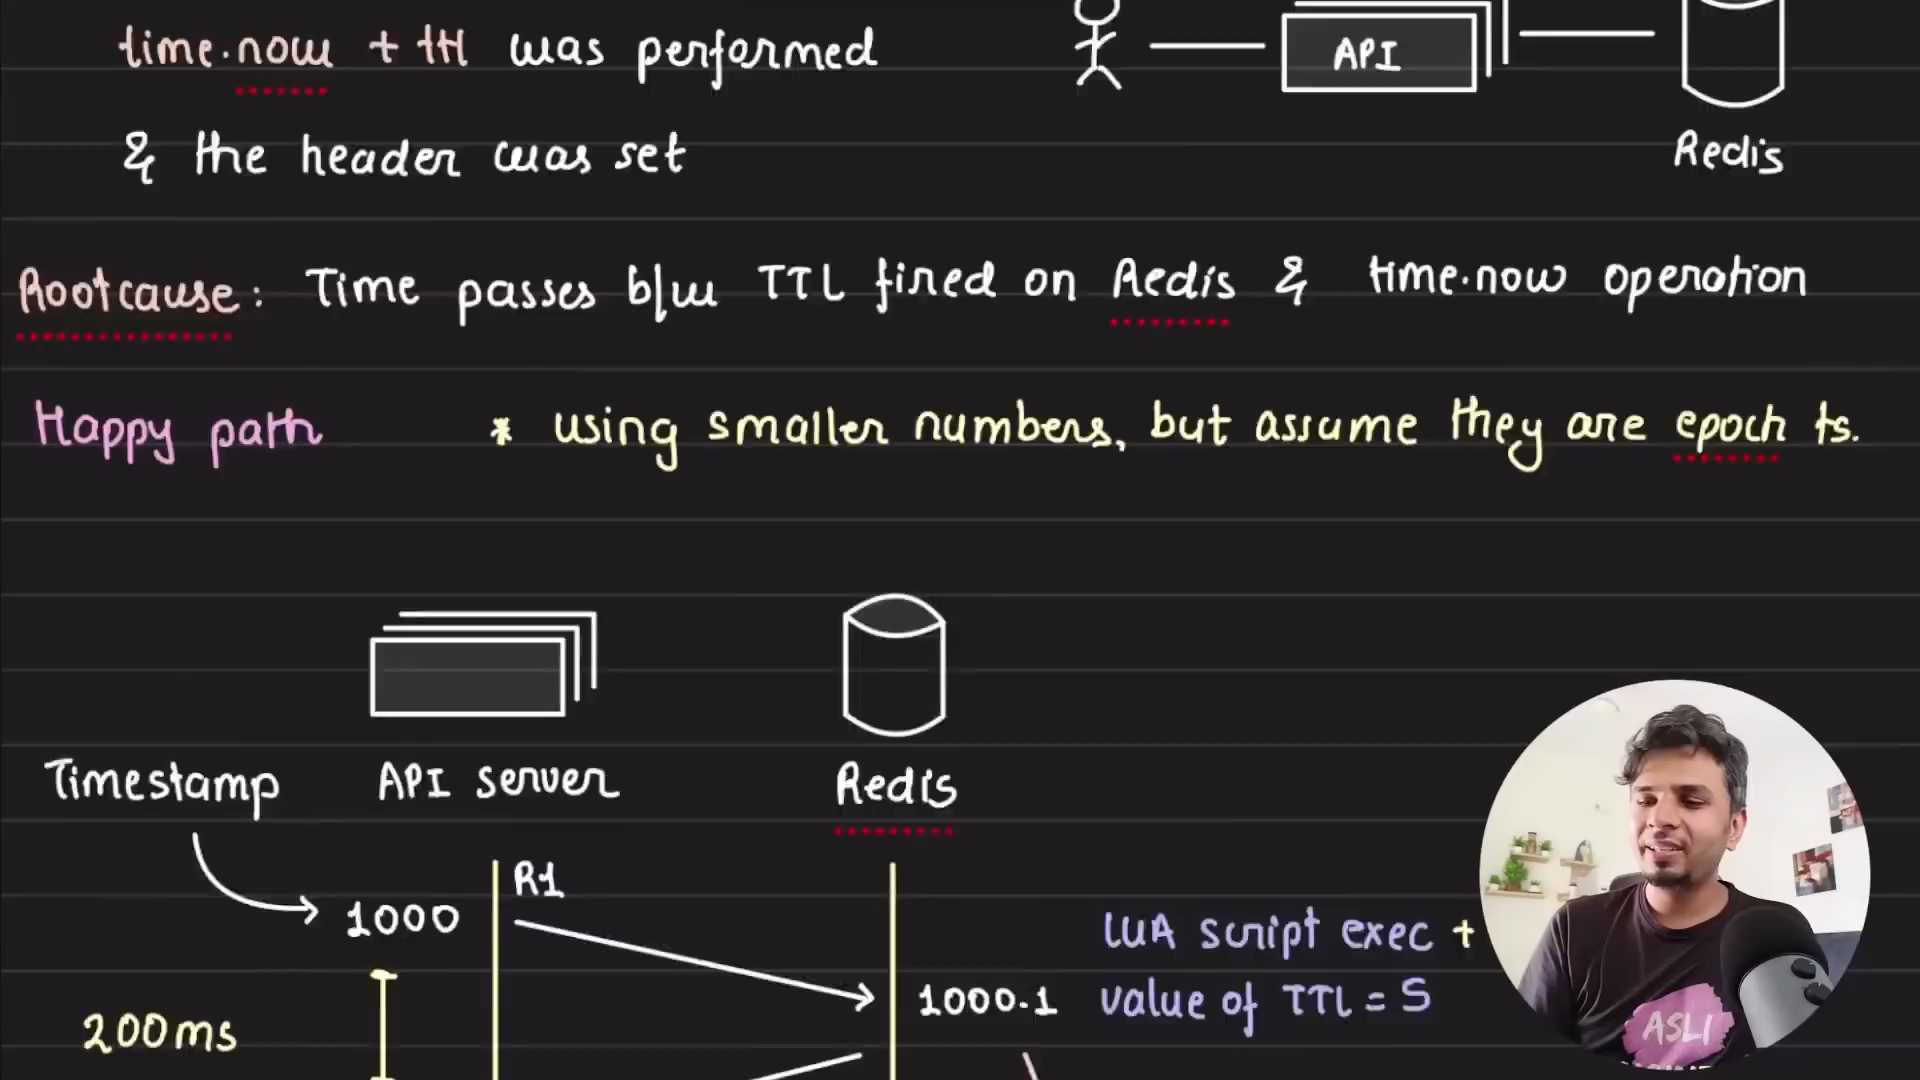 time.now + ttl was performed
& the header was set
API
Redis
Rootcause: Time passes b/w TTL fired on Redis & time.now operation
Happy path * using smaller numbers, but assume they are epoch ts.
Timestamp API server Redis
R1
1000
LUA script exec +
1000.1 value of TTL = 5
200ms
ASLI